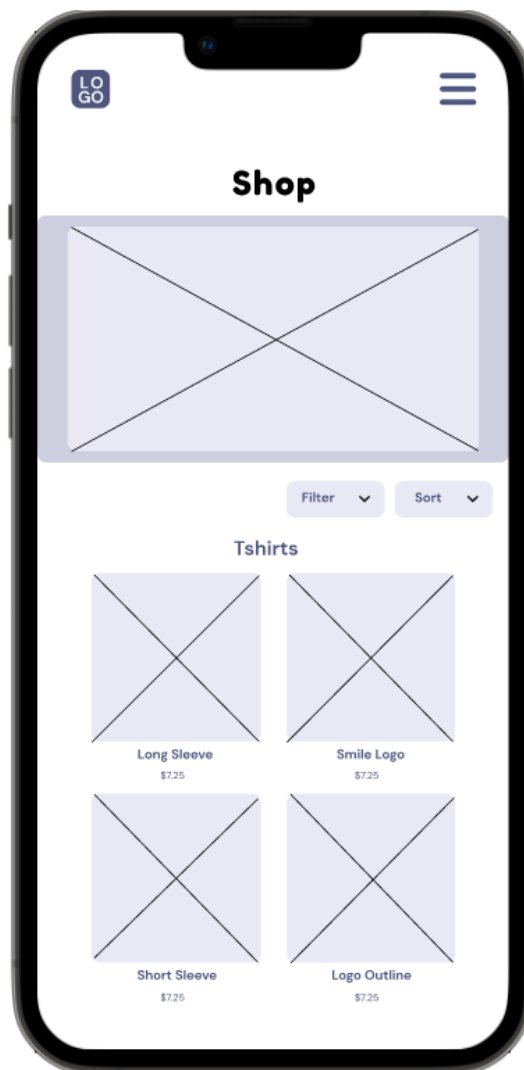 LO
GO
Shop
Filter
Sort
Tshirts
Long Sleeve
Smile Logo
$7.25
$7.25
Short Sleeve
Logo Outline
$7.25
$7.25